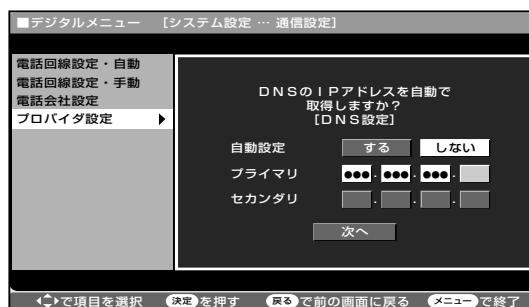 ■デジタルメニュー [システム設定 … 通信設定]
電話回線設定・自動
電話回線設定・手動
電話会社設定
プロバイダ設定
DNSのIPアドレスを自動で
取得しますか?
[DNS設定]
自動設定 する しない
プライマリ ●●●.●●●.●●●.
セカンダリ . . .
次へ
で項目を選択 決定を押す 戻るで前の画面に戻る メニューで終了